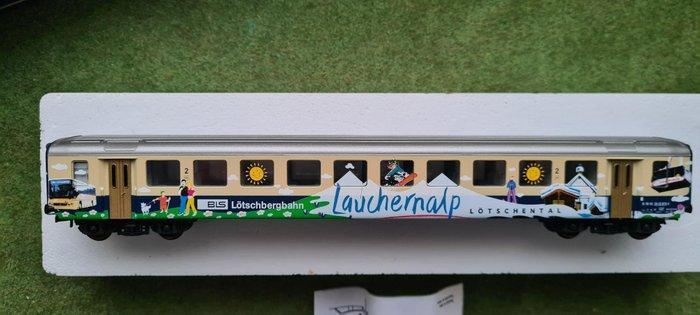 2
2
BLS Lötschbergbahn
Lauchernalp
LÖTSCHENTAL